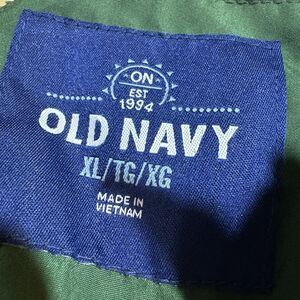 ON
EST
1994
OLD NAVY
XL/TG/XG
MADE IN
VIETNAM